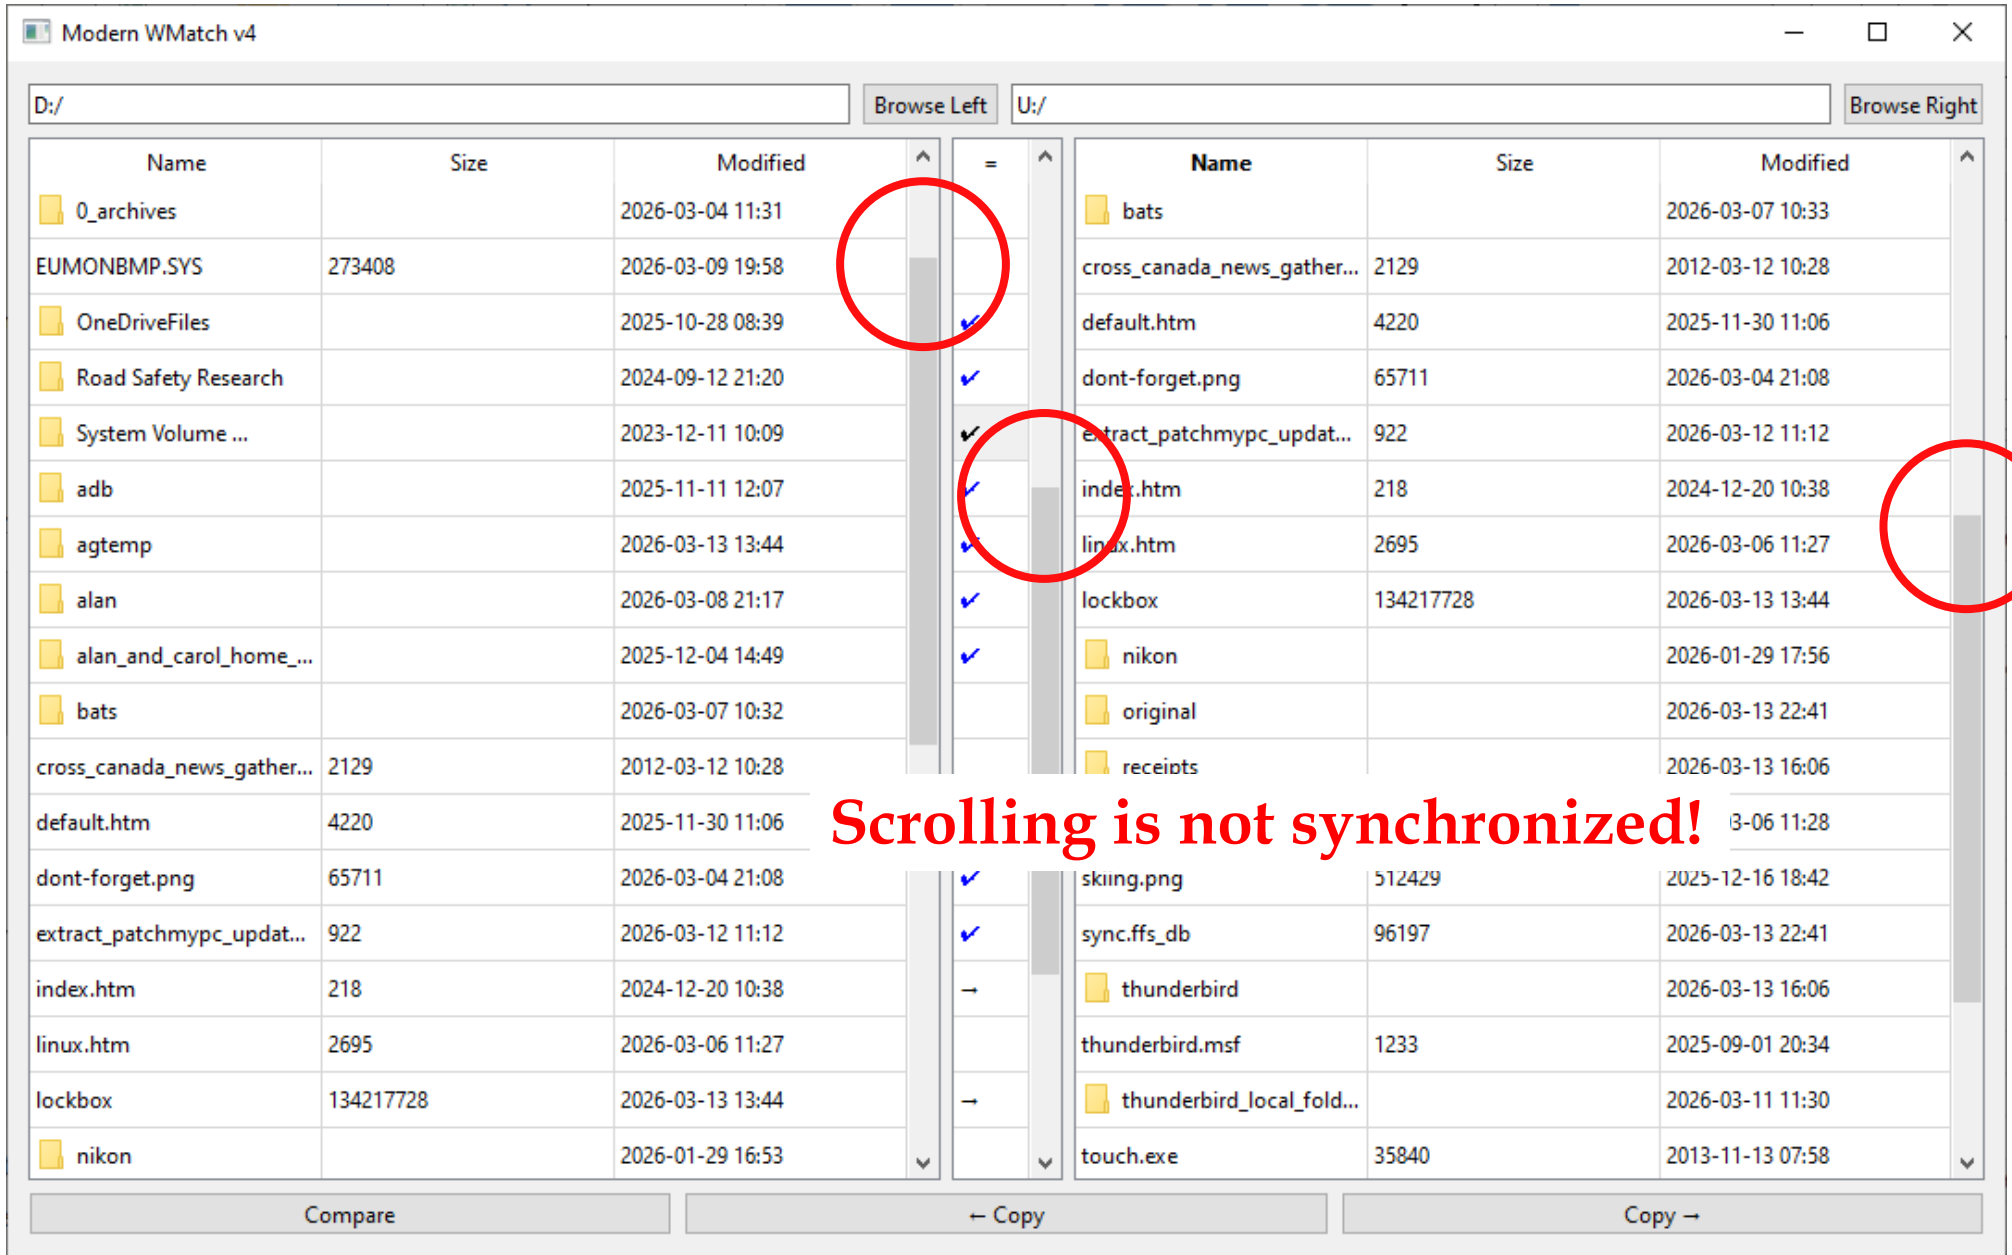 Modern WMatch v4
D:/ Browse Left U:/ Browse Right
Name Size Modified = Name Size Modified
0_archives 2026-03-04 11:31 bats 2026-03-07 10:33
EUMONBMP.SYS 273408 2026-03-09 19:58 cross_canada_news_gather... 2129 2012-03-12 10:28
OneDriveFiles 2025-10-28 08:39 ✔ default.htm 4220 2025-11-30 11:06
Road Safety Research 2024-09-12 21:20 ✔ dont-forget.png 65711 2026-03-04 21:08
System Volume ... 2023-12-11 10:09 ✔ extract_patchmypc_updat... 922 2026-03-12 11:12
adb 2025-11-11 12:07 ✔ index.htm 218 2024-12-20 10:38
agtemp 2026-03-13 13:44 ✔ linux.htm 2695 2026-03-06 11:27
alan 2026-03-08 21:17 ✔ lockbox 134217728 2026-03-13 13:44
alan_and_carol_home_... 2025-12-04 14:49 ✔ nikon 2026-01-29 17:56
bats 2026-03-07 10:32 original 2026-03-13 22:41
cross_canada_news_gather... 2129 2012-03-12 10:28 receipts 2026-03-13 16:06
default.htm 4220 2025-11-30 11:06 Scrolling is not synchronized! 3-06 11:28
dont-forget.png 65711 2026-03-04 21:08 ✔ skiing.png 512429 2025-12-16 18:42
extract_patchmypc_updat... 922 2026-03-12 11:12 ✔ sync.ffs_db 96197 2026-03-13 22:41
index.htm 218 2024-12-20 10:38 → thunderbird 2026-03-13 16:06
linux.htm 2695 2026-03-06 11:27 thunderbird.msf 1233 2025-09-01 20:34
lockbox 134217728 2026-03-13 13:44 → thunderbird_local_fold... 2026-03-11 11:30
nikon 2026-01-29 16:53 touch.exe 35840 2013-11-13 07:58
Compare ← Copy Copy →